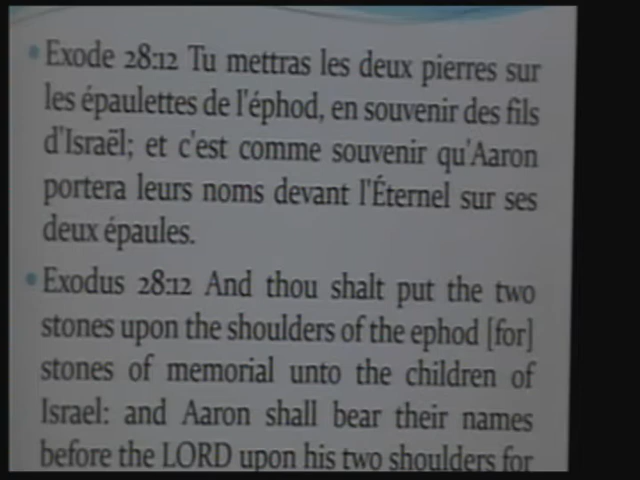 • Exode 28:12 Tu mettras les deux pierres sur
les épaulettes de l'éphod, en souvenir des fils
d'Israël; et c'est comme souvenir qu'Aaron
portera leurs noms devant l'Éternel sur ses
deux épaules.
• Exodus 28:12 And thou shalt put the two
stones upon the shoulders of the ephod [for]
stones of memorial unto the children of
Israel: and Aaron shall bear their names
before the LORD upon his two shoulders for